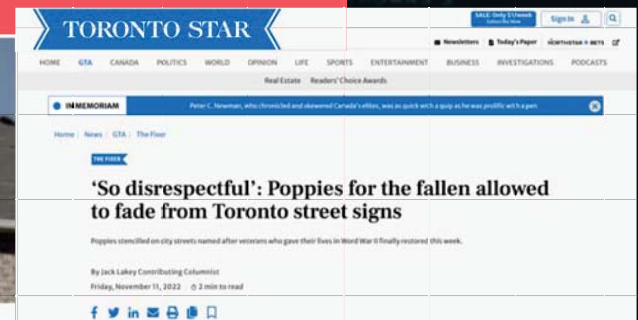 TORONTO STAR
SALE: Only $1/week
Sign In
Newsletters Today's Paper NORTHSTAR BETS
HOME GTA CANADA POLITICS WORLD OPINION LIFE SPORTS ENTERTAINMENT BUSINESS INVESTIGATIONS PODCASTS
Real Estate Readers' Choice Awards
IN MEMORIAM Peter C. Newman, who chronicled and skewered Canada's elites, was as quick with a quip as he was prolific with a pen
Home News GTA The Fixer
THE FIXER
‘So disrespectful’: Poppies for the fallen allowed
to fade from Toronto street signs
Poppies stencilled on city streets named after veterans who gave their lives in Word War II finally restored this week.
By Jack Lakey Contributing Columnist
Friday, November 11, 2022 2 min to read